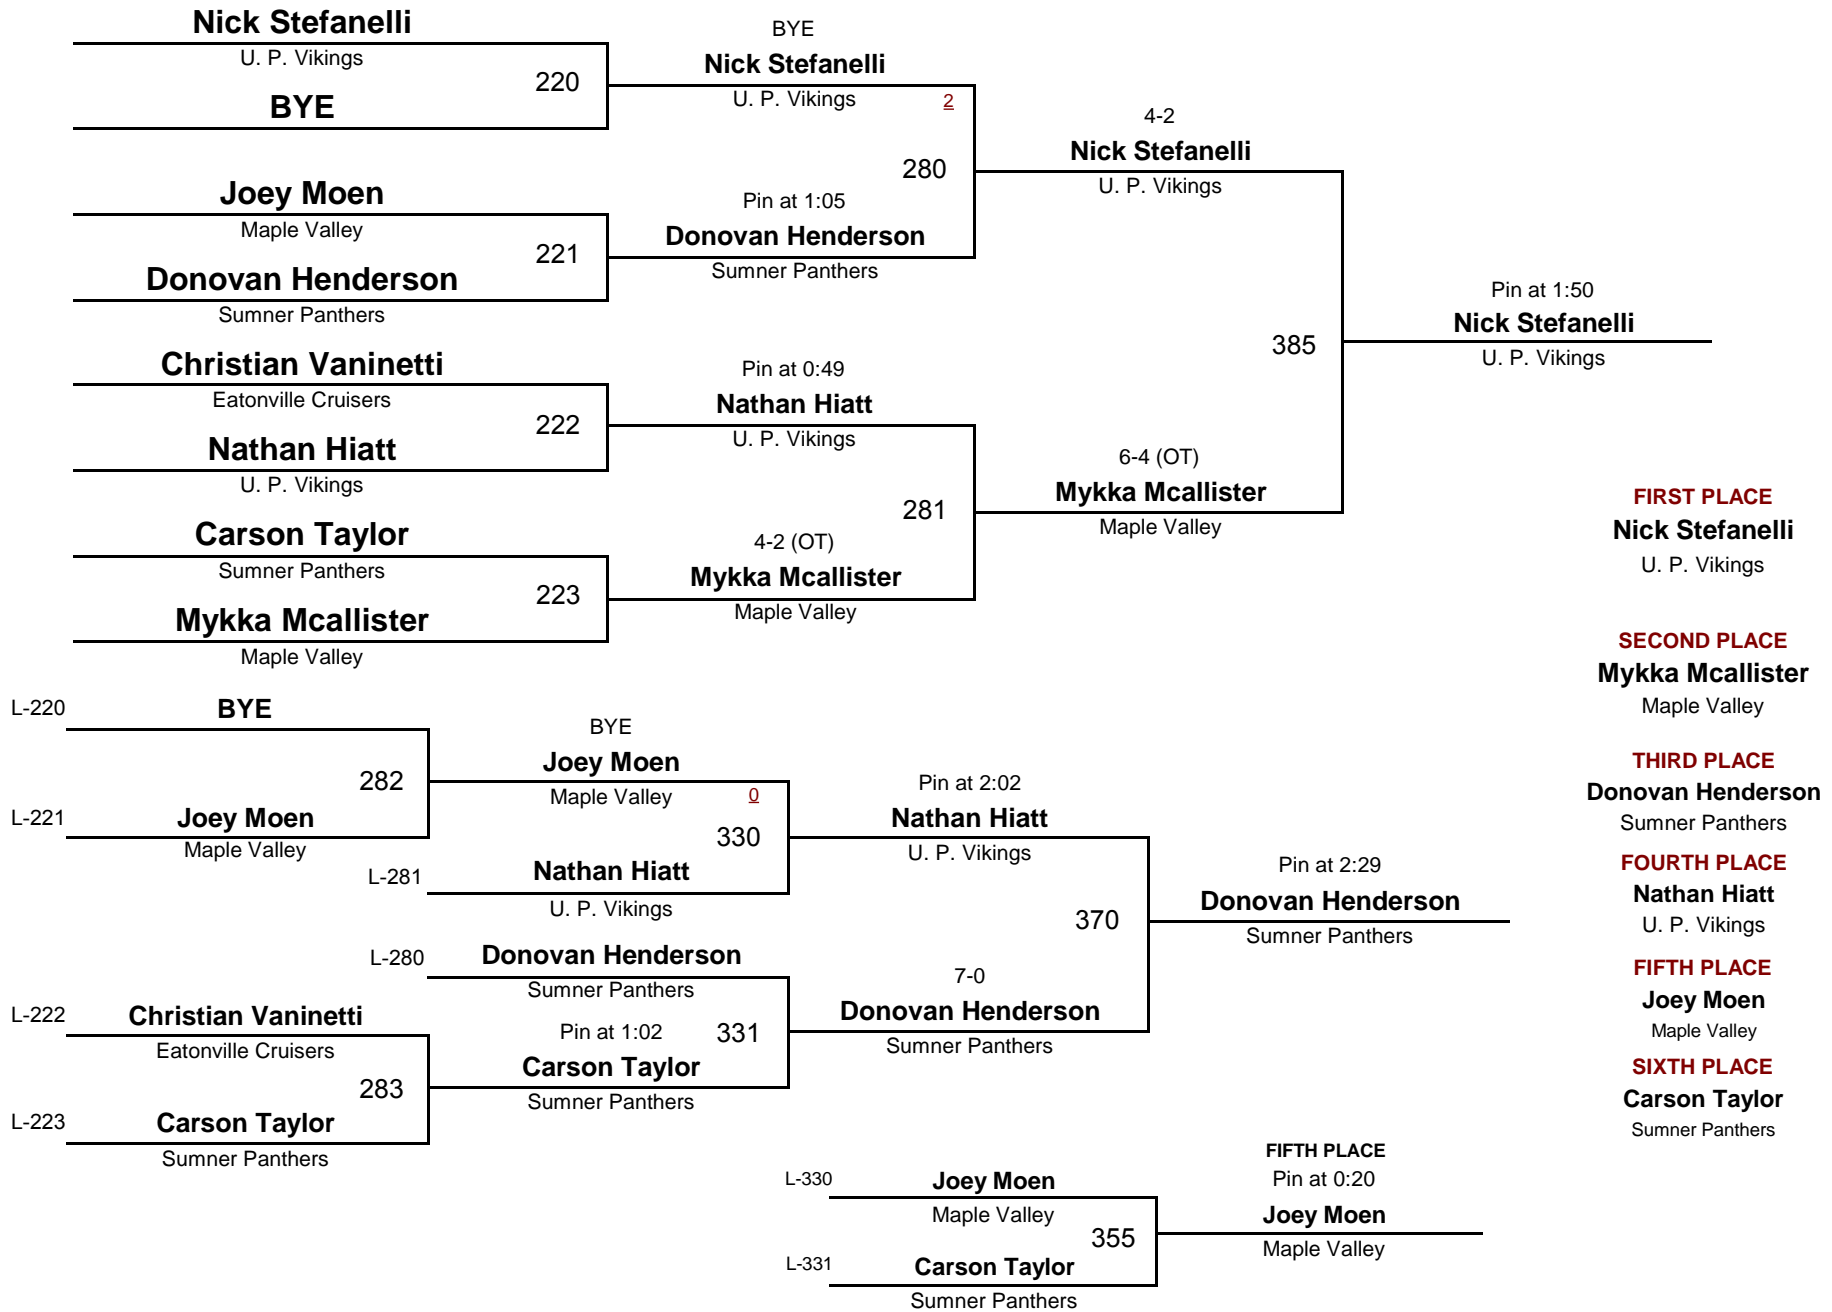 Nick Stefanelli
U. P. Vikings
220
BYE
Joey Moen
Maple Valley
221
Donovan Henderson
Sumner Panthers
Christian Vaninetti
Eatonville Cruisers
222
Nathan Hiatt
U. P. Vikings
Carson Taylor
Sumner Panthers
223
Mykka Mcallister
Maple Valley
BYE
Nick Stefanelli
U. P. Vikings
2
280
Pin at 1:05
Donovan Henderson
Sumner Panthers
Pin at 0:49
Nathan Hiatt
U. P. Vikings
281
4-2 (OT)
Mykka Mcallister
Maple Valley
4-2
Nick Stefanelli
U. P. Vikings
385
6-4 (OT)
Mykka Mcallister
Maple Valley
Pin at 1:50
Nick Stefanelli
U. P. Vikings
L-220
BYE
282
L-221
Joey Moen
Maple Valley
L-222
Christian Vaninetti
Eatonville Cruisers
283
L-223
Carson Taylor
Sumner Panthers
BYE
Joey Moen
Maple Valley
0
330
L-281
Nathan Hiatt
U. P. Vikings
L-280
Donovan Henderson
Sumner Panthers
331
Pin at 1:02
Carson Taylor
Sumner Panthers
Pin at 2:02
Nathan Hiatt
U. P. Vikings
370
7-0
Donovan Henderson
Sumner Panthers
Pin at 2:29
Donovan Henderson
Sumner Panthers
L-330
Joey Moen
Maple Valley
355
L-331
Carson Taylor
Sumner Panthers
FIFTH PLACE
Pin at 0:20
Joey Moen
Maple Valley
FIRST PLACE
Nick Stefanelli
U. P. Vikings
SECOND PLACE
Mykka Mcallister
Maple Valley
THIRD PLACE
Donovan Henderson
Sumner Panthers
FOURTH PLACE
Nathan Hiatt
U. P. Vikings
FIFTH PLACE
Joey Moen
Maple Valley
SIXTH PLACE
Carson Taylor
Sumner Panthers